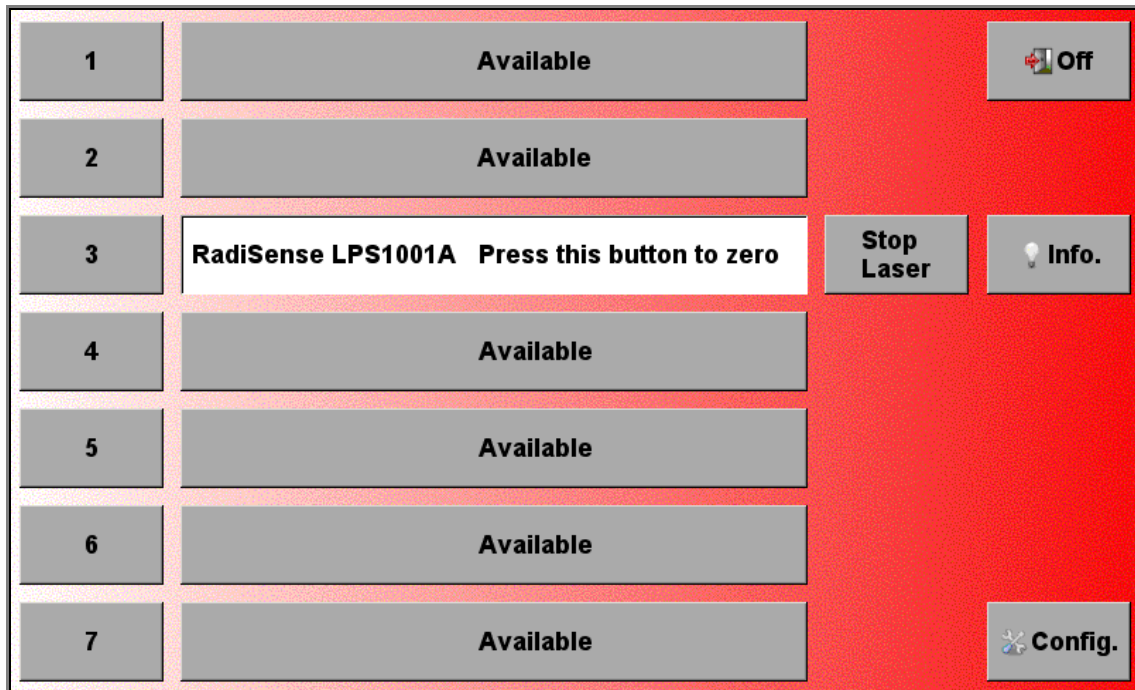 1 Available Off
2 Available
3 RadiSense LPS1001A Press this button to zero Stop Laser Info.
4 Available
5 Available
6 Available
7 Available Config.